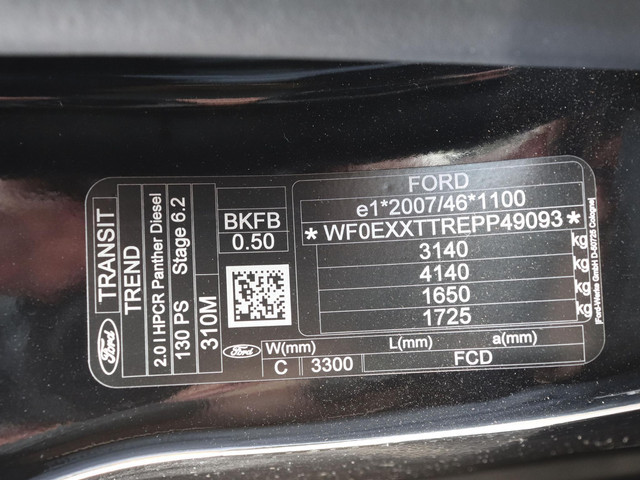 TRANSIT
TREND
2.0 l HPCR Panther Diesel
130 PS Stage 6.2
310M
Ford
BKFB
0.50
FORD
e1*2007/46*1100
* WF0EXXTTREPP49093 *
3140 kg
4140 kg
1650 kg
1725 kg
Ford-Werke GmbH D-50725 Cologne
Ford
W(mm) L(mm) a(mm)
C 3300 FCD